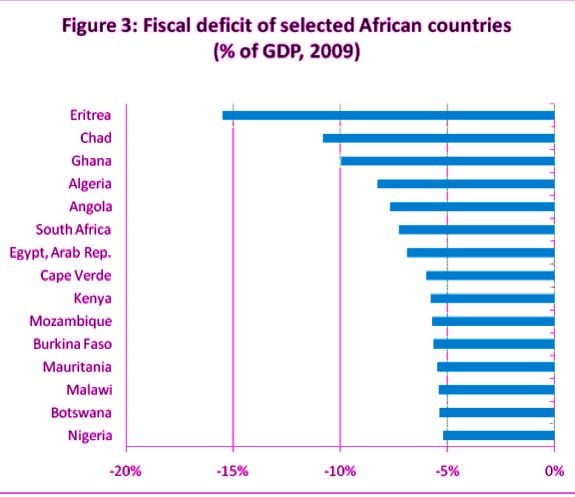 Figure 3: Fiscal deficit of selected African countries
(% of GDP, 2009)
Eritrea
Chad
Ghana
Algeria
Angola
South Africa
Egypt, Arab Rep.
Cape Verde
Kenya
Mozambique
Burkina Faso
Mauritania
Malawi
Botswana
Nigeria
-20% -15% -10% -5% 0%